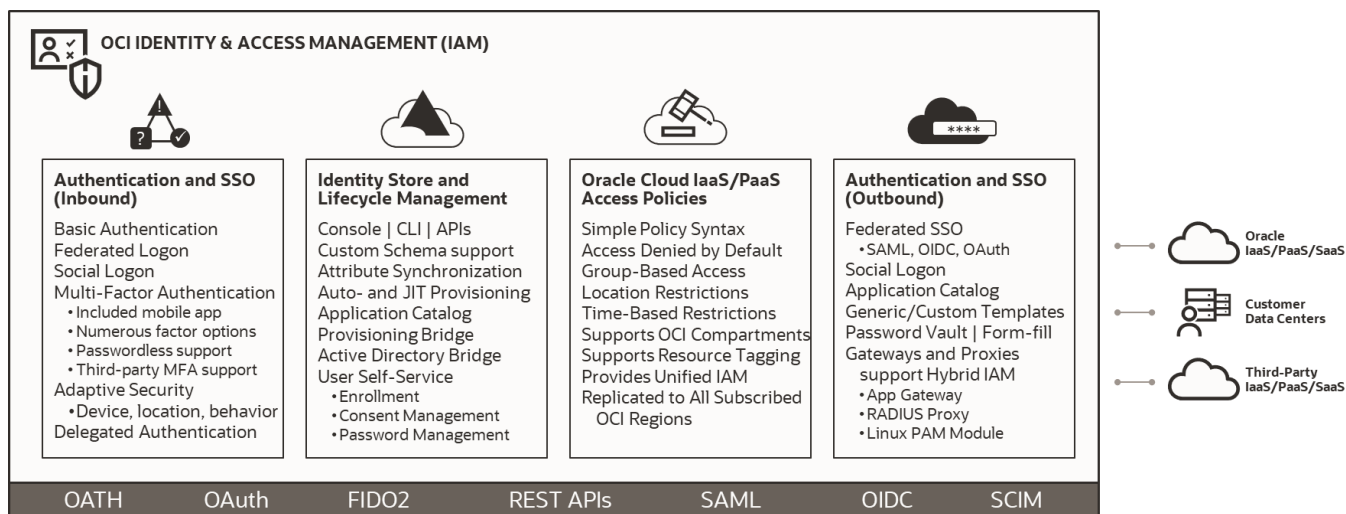 OCI IDENTITY & ACCESS MANAGEMENT (IAM)
?
!
****
Authentication and SSO
(Inbound)
Basic Authentication
Federated Logon
Social Logon
Multi-Factor Authentication
• Included mobile app
• Numerous factor options
• Passwordless support
• Third-party MFA support
Adaptive Security
• Device, location, behavior
Delegated Authentication
Identity Store and
Lifecycle Management
Console | CLI | APIs
Custom Schema support
Attribute Synchronization
Auto- and JIT Provisioning
Application Catalog
Provisioning Bridge
Active Directory Bridge
User Self-Service
• Enrollment
• Consent Management
• Password Management
Oracle Cloud IaaS/PaaS
Access Policies
Simple Policy Syntax
Access Denied by Default
Group-Based Access
Location Restrictions
Time-Based Restrictions
Supports OCI Compartments
Supports Resource Tagging
Provides Unified IAM
Replicated to All Subscribed
OCI Regions
Authentication and SSO
(Outbound)
Federated SSO
• SAML, OIDC, OAuth
Social Logon
Application Catalog
Generic/Custom Templates
Password Vault | Form-fill
Gateways and Proxies
support Hybrid IAM
• App Gateway
• RADIUS Proxy
• Linux PAM Module
Oracle
IaaS/PaaS/SaaS
Customer
Data Centers
Third-Party
IaaS/PaaS/SaaS
OATH OAuth FIDO2 REST APIs SAML OIDC SCIM